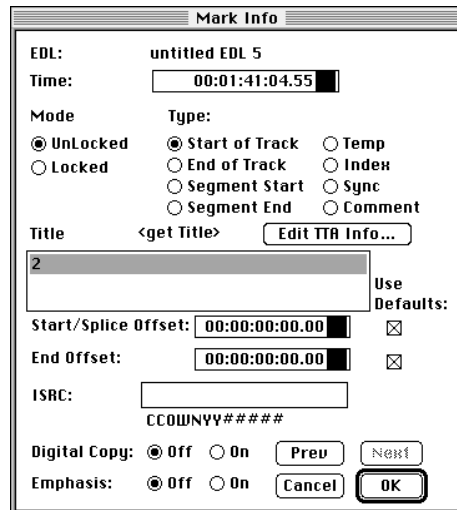 Mark Info
EDL: untitled EDL 5
Time: 00:01:41:04.55
Mode Type:
UnLocked Start of Track Temp
Locked End of Track Index
Segment Start Sync
Segment End Comment
Title <get Title> Edit TTA Info...
2
Use Defaults:
Start/Splice Offset: 00:00:00:00.00
End Offset: 00:00:00:00.00
ISRC:
CCOWNYY#####
Digital Copy: Off On Prev Next
Emphasis: Off On Cancel OK